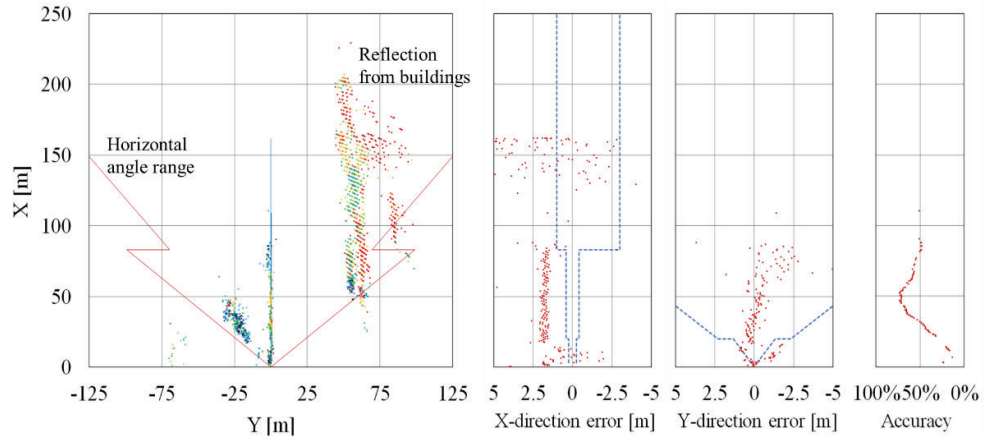 250
200
150
100
50
0
X [m]
Reflection
from buildings
Horizontal
angle range
-125 -75 -25 25 75 125
Y [m]
5 2.5 0 -2.5 -5
X-direction error [m]
5 2.5 0 -2.5 -5
Y-direction error [m]
100% 50% 0%
Accuracy